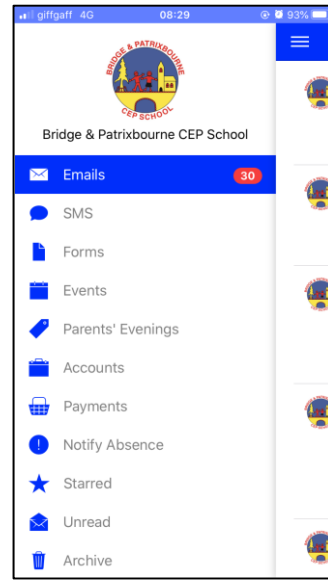 giffgaff 4G 08:29 93%
BRIDGE & PATRIXBOURNE
CEP SCHOOL
Bridge & Patrixbourne CEP School
Emails 30
SMS
Forms
Events
Parents' Evenings
Accounts
Payments
Notify Absence
Starred
Unread
Archive